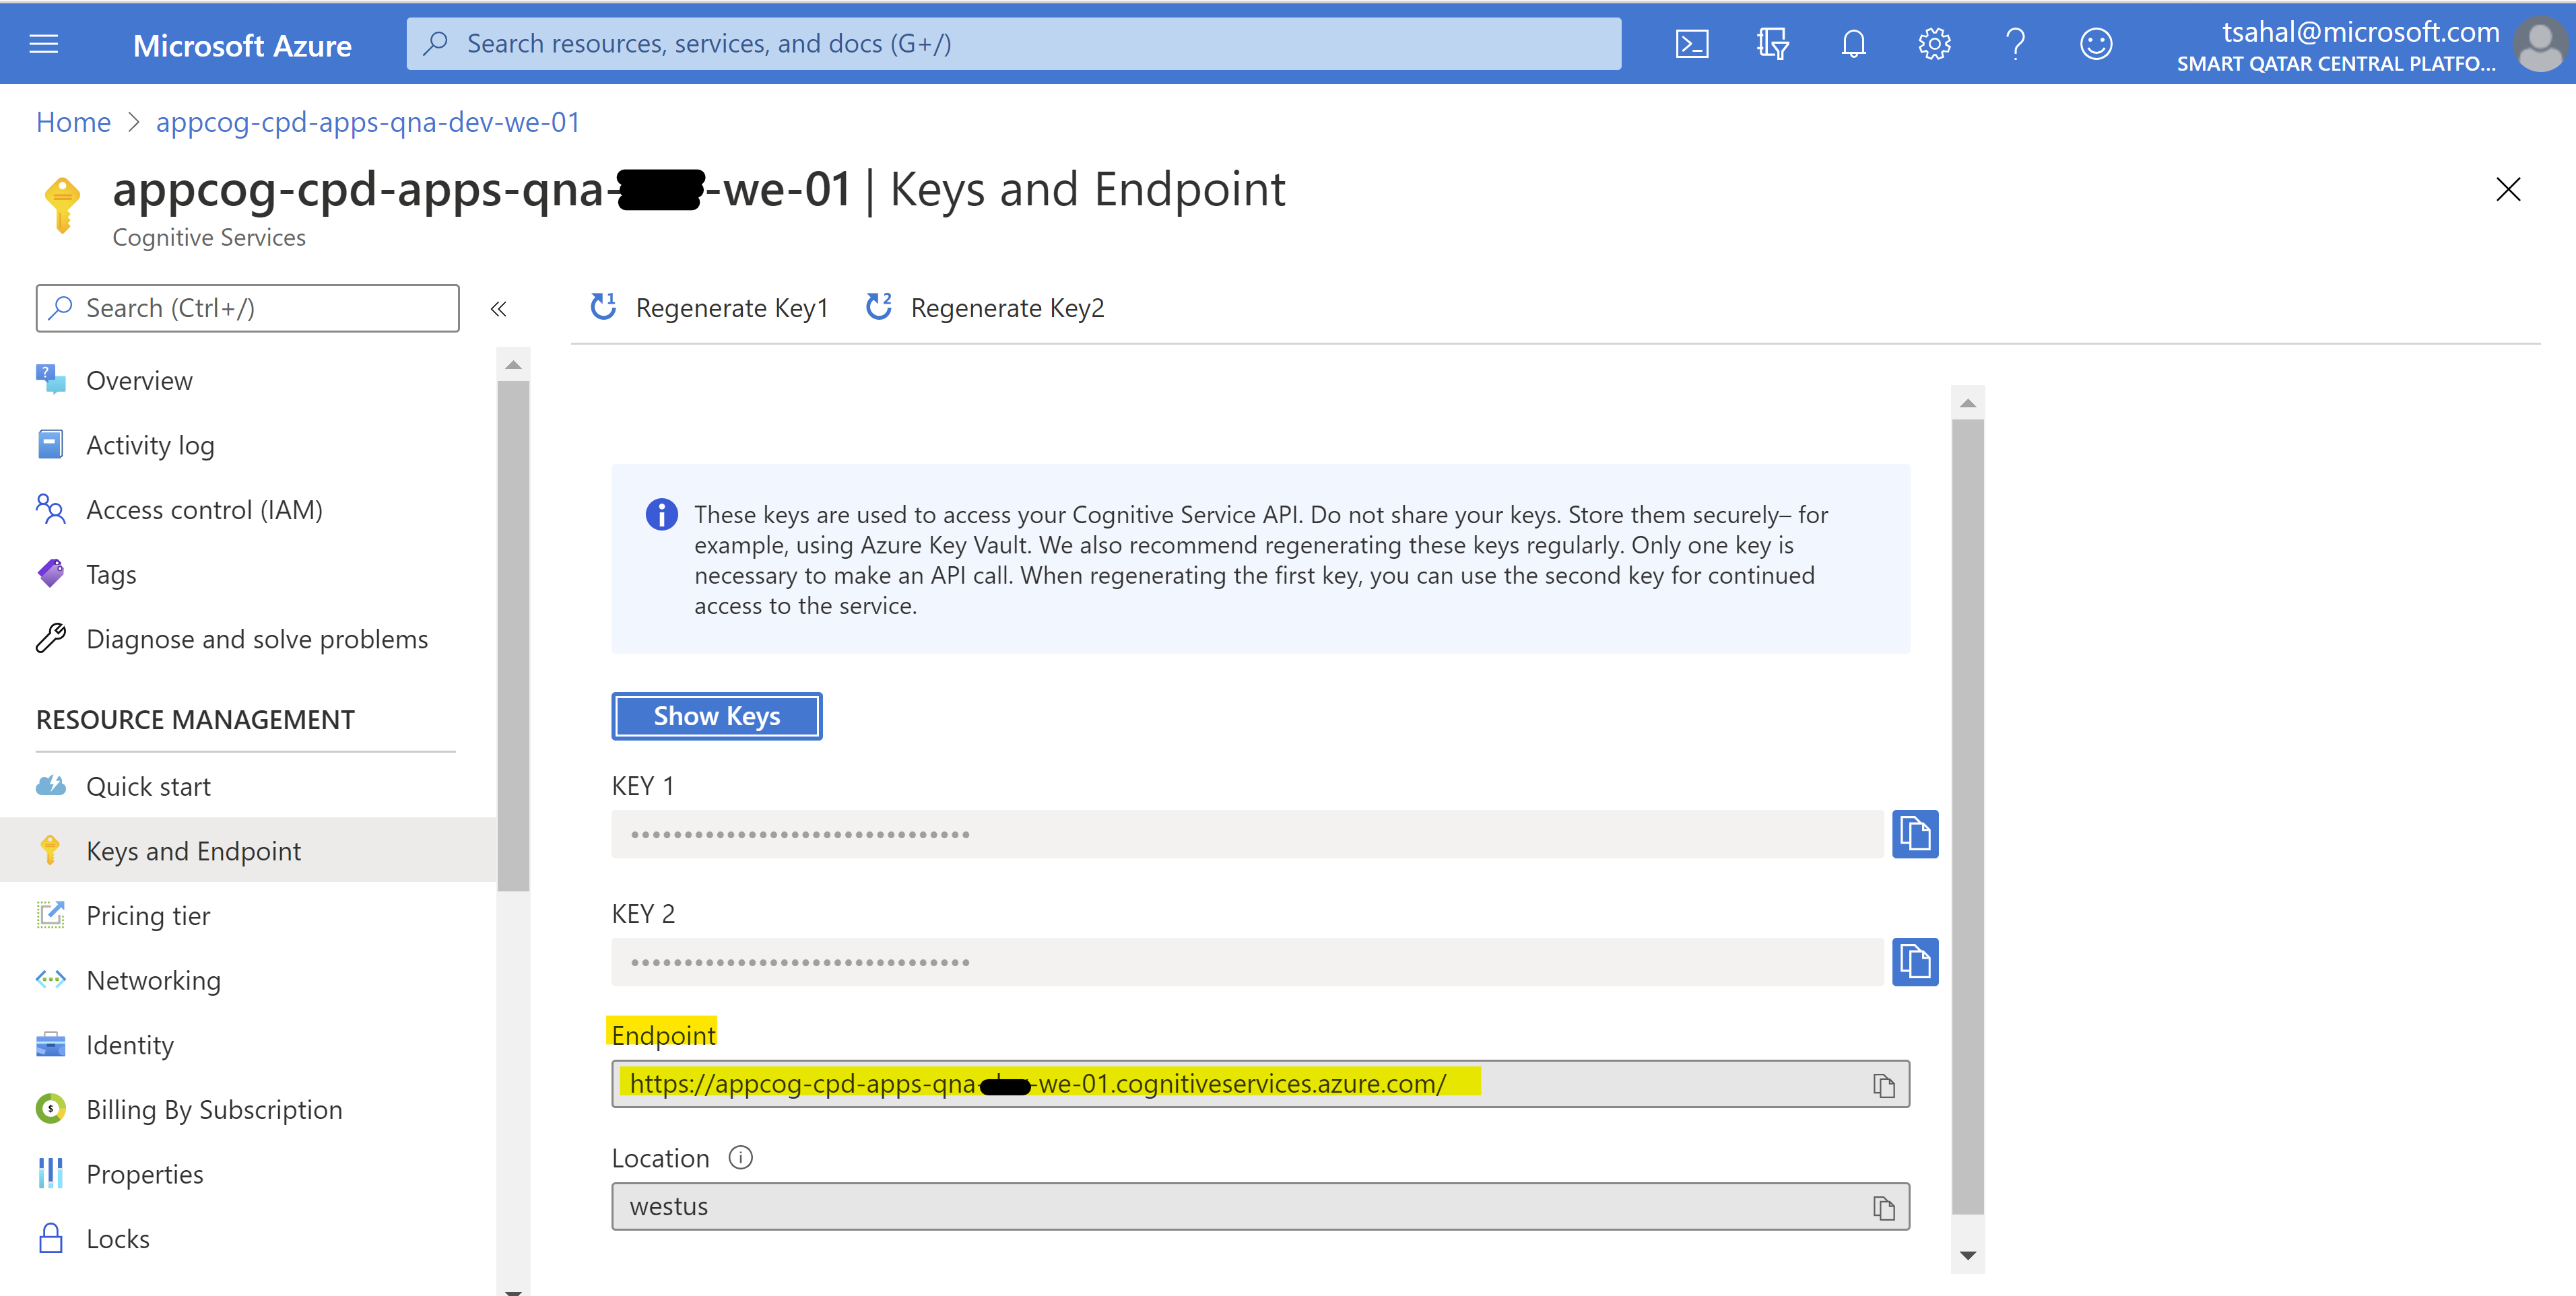 Microsoft Azure
Search resources, services, and docs (G+/)
tsahal@microsoft.com
SMART QATAR CENTRAL PLATFO...
Home > appcog-cpd-apps-qna-dev-we-01
appcog-cpd-apps-qna- -we-01 | Keys and Endpoint
Cognitive Services
Search (Ctrl+/)
«
1 Regenerate Key1
2 Regenerate Key2
Overview
Activity log
Access control (IAM)
Tags
Diagnose and solve problems
RESOURCE MANAGEMENT
Quick start
Keys and Endpoint
Pricing tier
Networking
Identity
Billing By Subscription
Properties
Locks
These keys are used to access your Cognitive Service API. Do not share your keys. Store them securely– for
example, using Azure Key Vault. We also recommend regenerating these keys regularly. Only one key is
necessary to make an API call. When regenerating the first key, you can use the second key for continued
access to the service.
Show Keys
KEY 1
••••••••••••••••••••••••••••••••
KEY 2
••••••••••••••••••••••••••••••••
Endpoint
https://appcog-cpd-apps-qna- -we-01.cognitiveservices.azure.com/
Location
westus